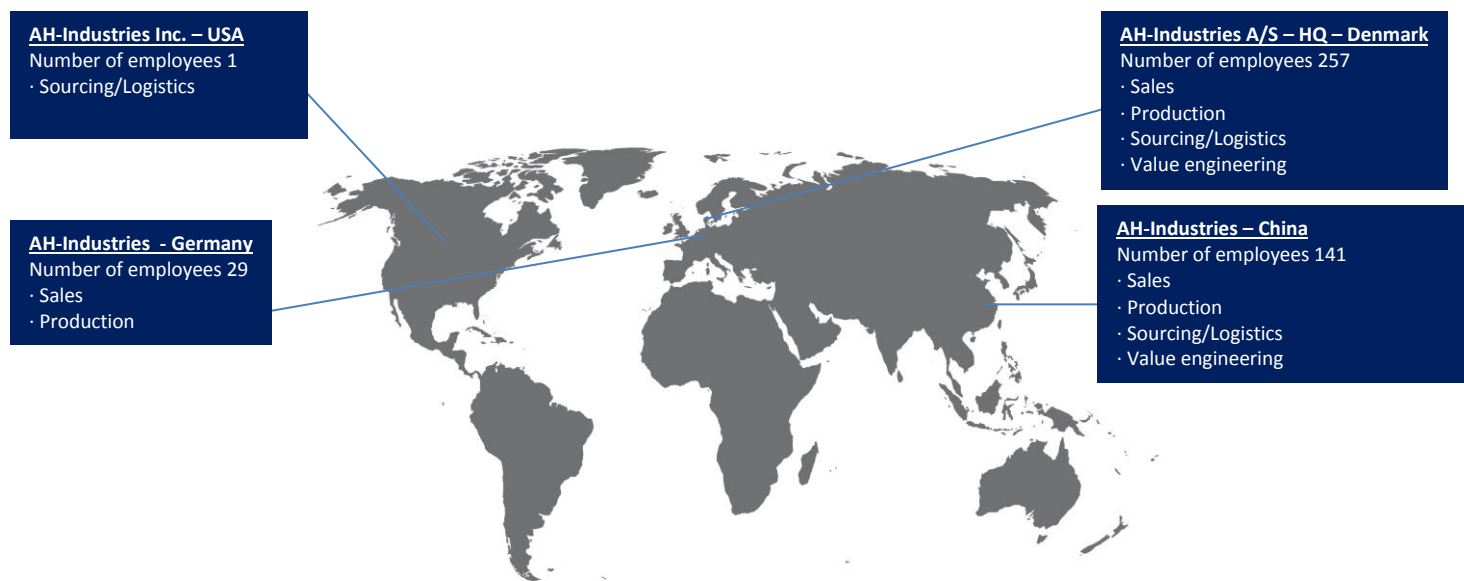 AH-Industries Inc. – USA
Number of employees 1
· Sourcing/Logistics
AH-Industries - Germany
Number of employees 29
· Sales
· Production
AH-Industries A/S – HQ – Denmark
Number of employees 257
· Sales
· Production
· Sourcing/Logistics
· Value engineering
AH-Industries – China
Number of employees 141
· Sales
· Production
· Sourcing/Logistics
· Value engineering